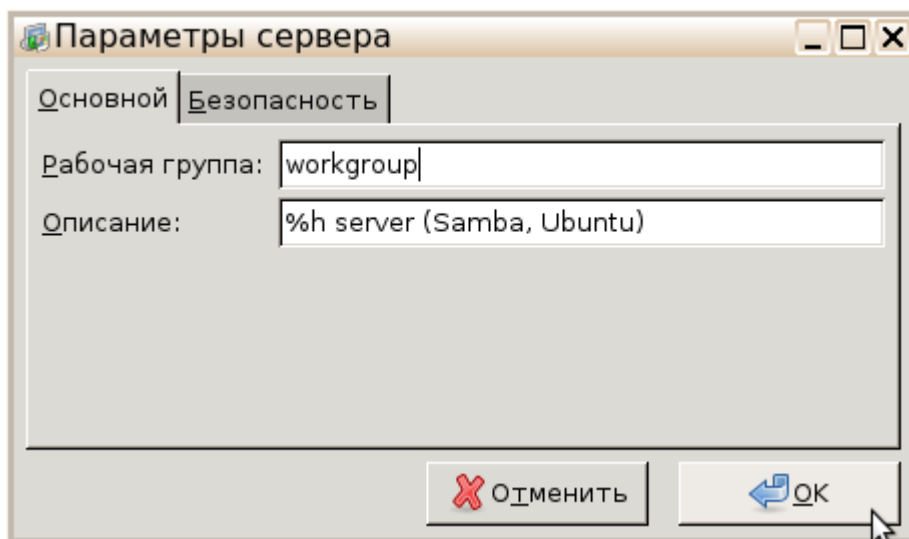 Параметры сервера
Основной Безопасность
Рабочая группа: workgroup
Описание: %h server (Samba, Ubuntu)
Отменить OK